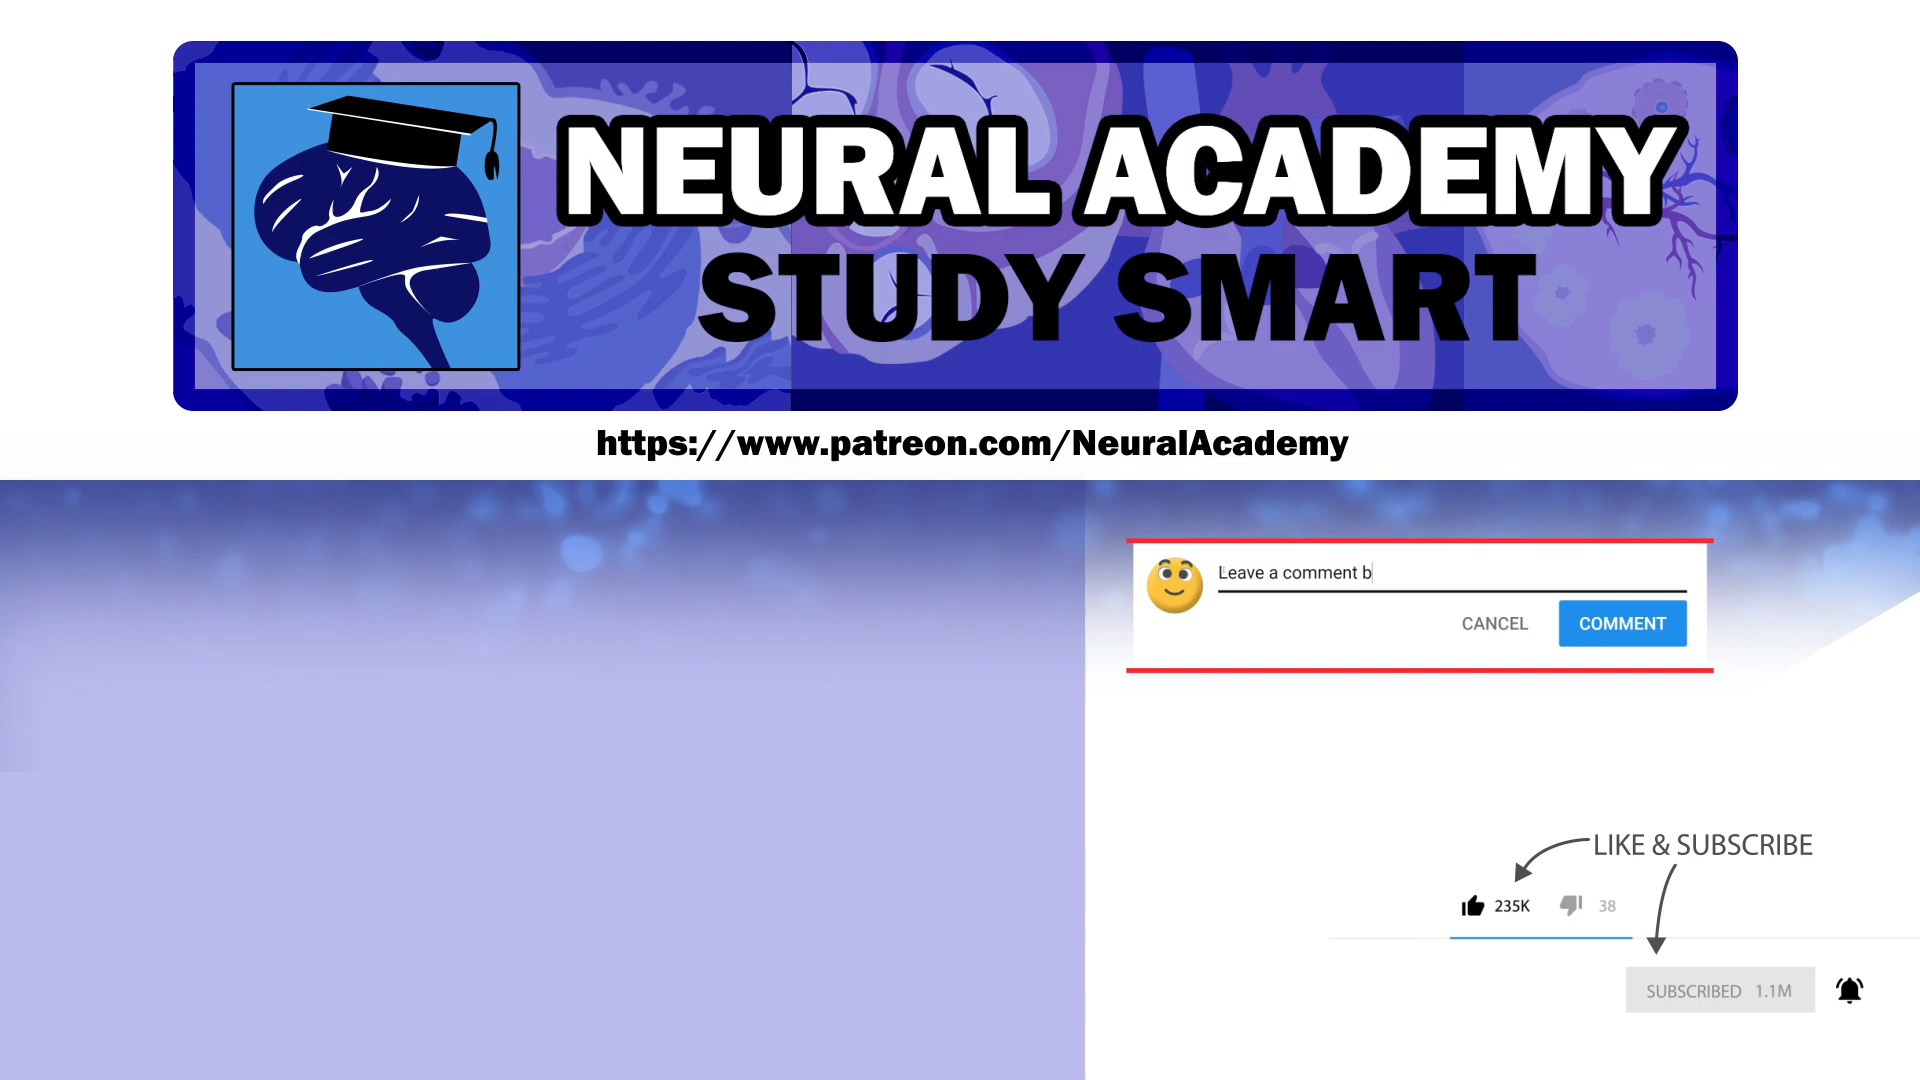 NEURAL ACADEMY
STUDY SMART
https://www.patreon.com/NeuralAcademy
Leave a comment b
CANCEL
COMMENT
LIKE & SUBSCRIBE
235K
38
SUBSCRIBED 1.1M